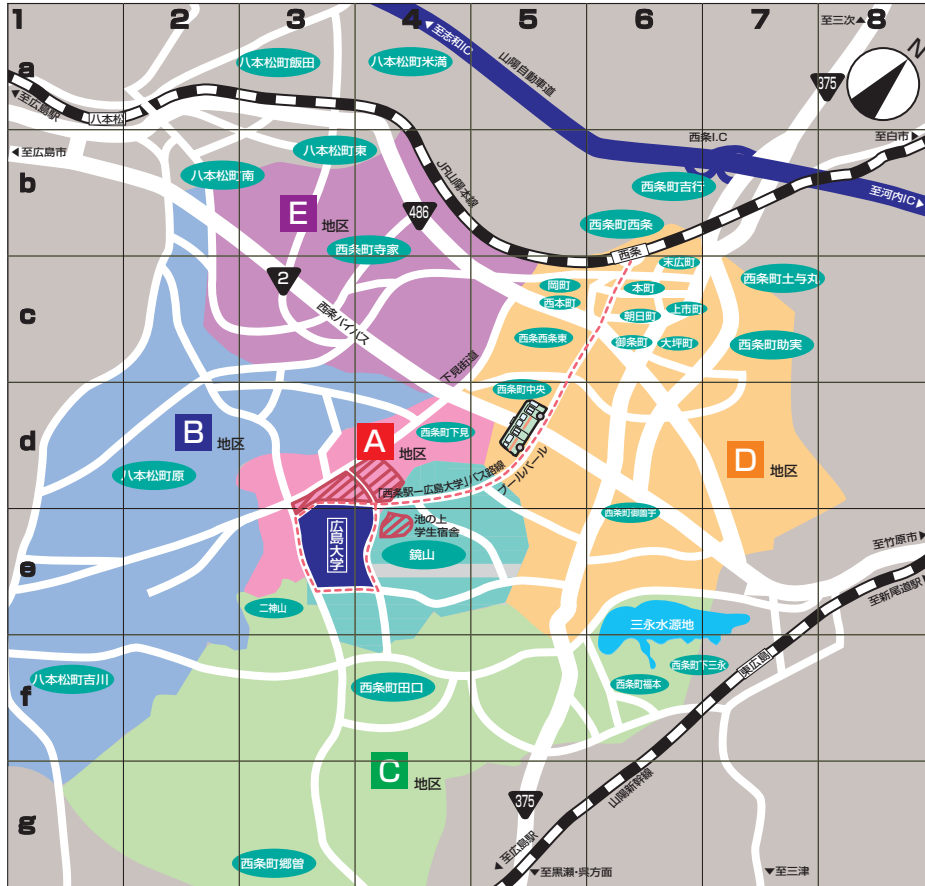 1
2
3
4
5
6
7
8
a
b
c
d
e
f
g
N
至三次▲
375
◀至志和IC
山陽自動車道
八本松町飯田
八本松町米満
◀至広島駅
八本松
◀至広島市
西条I.C
至白市▶
至河内IC▶
八本松町東
八本松町南
JR山陽本線
西条町吉行
E
地区
486
西条町西条
西条町寺家
西条
末広町
2
岡町
本町
西条町土与丸
西本町
上市町
朝日町
西条バイパス
西条西条東
御条町
大坪町
西条町助実
下見街道
西条町中央
B
地区
A
地区
西条町下見
D
地区
八本松町原
「西条駅ー広島大学」バス路線
ブールバール
西条町御薗宇
広島大学
池の上
学生宿舎
鏡山
至竹原市▶
至新尾道駅▶
二神山
三永水源地
東広島
西条町下三永
八本松町吉川
西条町田口
西条町福本
C
地区
375
山陽新幹線
◀至広島駅
西条町郷曽
▼至黒瀬・呉方面
▼至三津